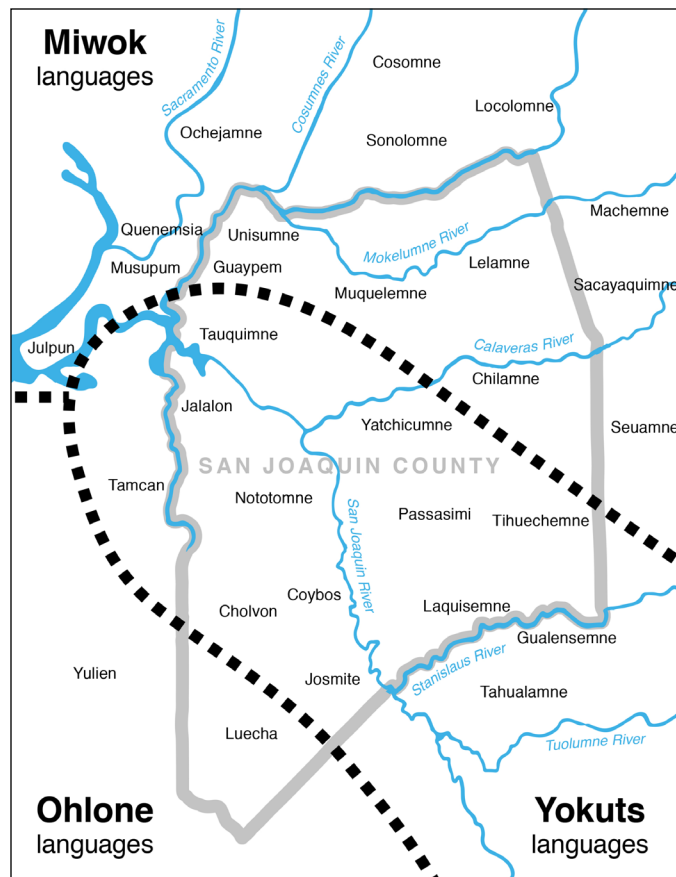 Miwok
languages
Sacramento River
Cosumnes River
Cosomne
Locolomne
Ochejamne
Sonolomne
Machemne
Quenemsia
Unisumne
Mokelumne River
Lelamne
Musupum
Guaypem
Sacayaquimne
Muquelemne
Tauquimne
Julpun
Calaveras River
Chilamne
Jalalon
Yatchicumne
Seuamne
SAN JOAQUIN COUNTY
Tamcan
Nototomne
San Joaquin River
Passasimi
Tihuechemne
Coybos
Cholvon
Laquisemne
Gualensemne
Stanislaus River
Yulien
Josmite
Tahualamne
Luecha
Tuolumne River
Ohlone
languages
Yokuts
languages